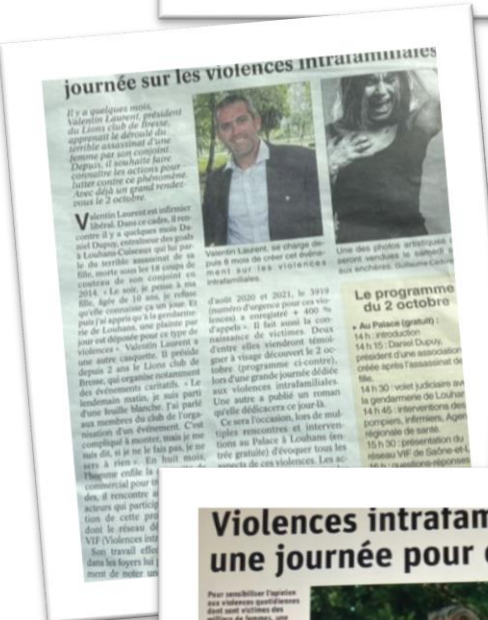 journée sur les violences intrafamiliales
Il y a quelques mois,
Valentin Laurent, président
du Lions club de Bresse,
apprenait le déroulé du
terrible assassinat d'une
femme par son conjoint.
Depuis, il souhaite faire
connaître les actions pour
lutter contre ce phénomène.
Avec déjà un grand rendez-
vous le 2 octobre.
Valentin Laurent est infirmier
libéral. Dans ce cadre, il ren-
contre il y a quelques mois Da-
niel Dupuy, entraîneur des goals
à Louhans-Cuiseaux qui lui par-
le du terrible assassinat de sa
fille, morte sous les 18 coups de
couteau de son conjoint en
2014. « Le soir, je pense à ma
fille, âgée de 10 ans, je refuse
qu'elle connaisse ça un jour. Et
puis j'ai appris qu'à la gendarme-
rie de Louhans, une plainte par
jour est déposée pour ce type de
violences ». Valentin Laurent a
une autre casquette. Il préside
depuis 2 ans le Lions club de
Bresse, qui organise notamment
des événements caritatifs. « Le
lendemain matin, je suis parti
d'une feuille blanche. J'ai parlé
aux membres du club de l'orga-
nisation d'un événement. C'est
compliqué à monter, mais je me
suis dit, si je ne le fais pas, je ne
sers à rien ». En huit mois,
l'homme enfile la
commercial pour
des, il rencontre
acteurs qui particip
tion de cette
dont le réseau
VIF (Violences intr
Son travail effec
dans les foyers lui
ment de noter un
Valentin Laurent, se charge de-
puis 8 mois de créer cet événe-
ment sur les violences
intrafamiliales.
d'août 2020 et 2021, le 3919
(numéro d'urgence pour ces vio-
lences) a enregistré + 400 %
d'appels ». Il fait aussi la con-
naissance de victimes. Deux
d'entre elles viendront témoi-
gner à visage découvert le 2 oc-
tobre (programme ci-contre),
lors d'une grande journée dédiée
aux violences intrafamiliales.
Une autre a publié un roman
qu'elle dédicacera ce jour-là.
Ce sera l'occasion, lors de mul-
tiples rencontres et interven-
tions au Palace à Louhans (en-
trée gratuite) d'évoquer tous les
aspects de ces violences. Les ac-
Une des photos artistiques
seront vendues le samedi
aux enchères. Guillaume
Le programme
du 2 octobre
▸ Au Palace (gratuit) :
14 h : introduction
14 h 15 : Daniel Dupuy,
président d'une association
créée après l'assassinat de
fille.
14 h 30 : volet judiciaire av
la gendarmerie de Louhan
14 h 45 : interventions des
pompiers, infirmiers, Agen
régionale de santé.
15 h 30 : présentation du
réseau VIF de Saône-et-L
16 h : questions-réponses
Violences intrafam
une journée pour
Pour sensibiliser l'opinion
aux violences quotidiennes
dont sont victimes des
milliers de femmes, une